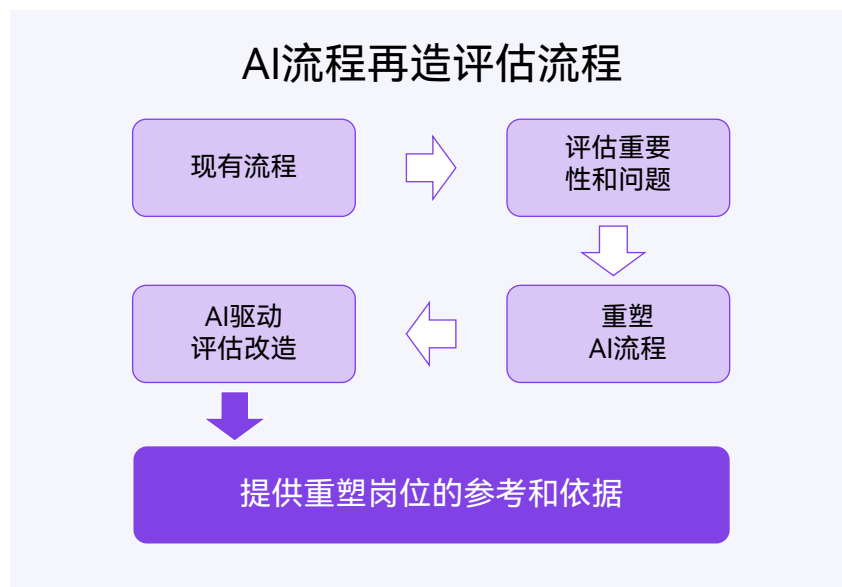 AI流程再造评估流程
现有流程
评估重要
性和问题
重塑
AI流程
AI驱动
评估改造
提供重塑岗位的参考和依据